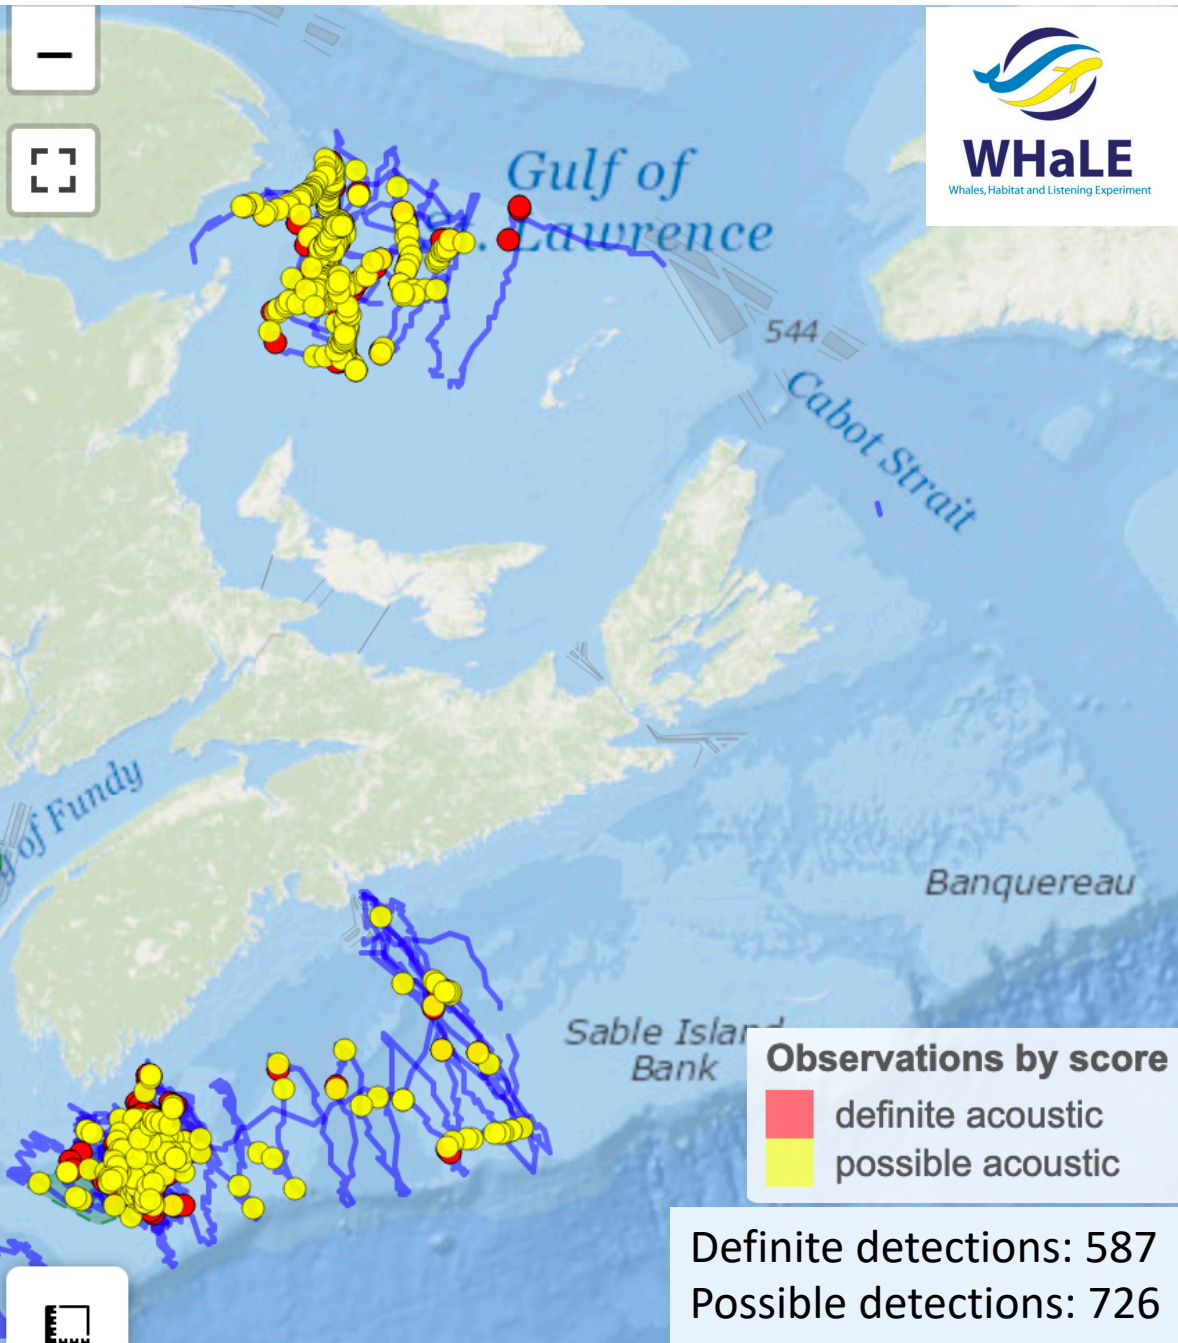 WHaLE
Whales, Habitat and Listening Experiment
Gulf of
St. Lawrence
544
Cabot Strait
of Fundy
Banquereau
Sable Island
Bank
Observations by score
definite acoustic
possible acoustic
Definite detections: 587
Possible detections: 726